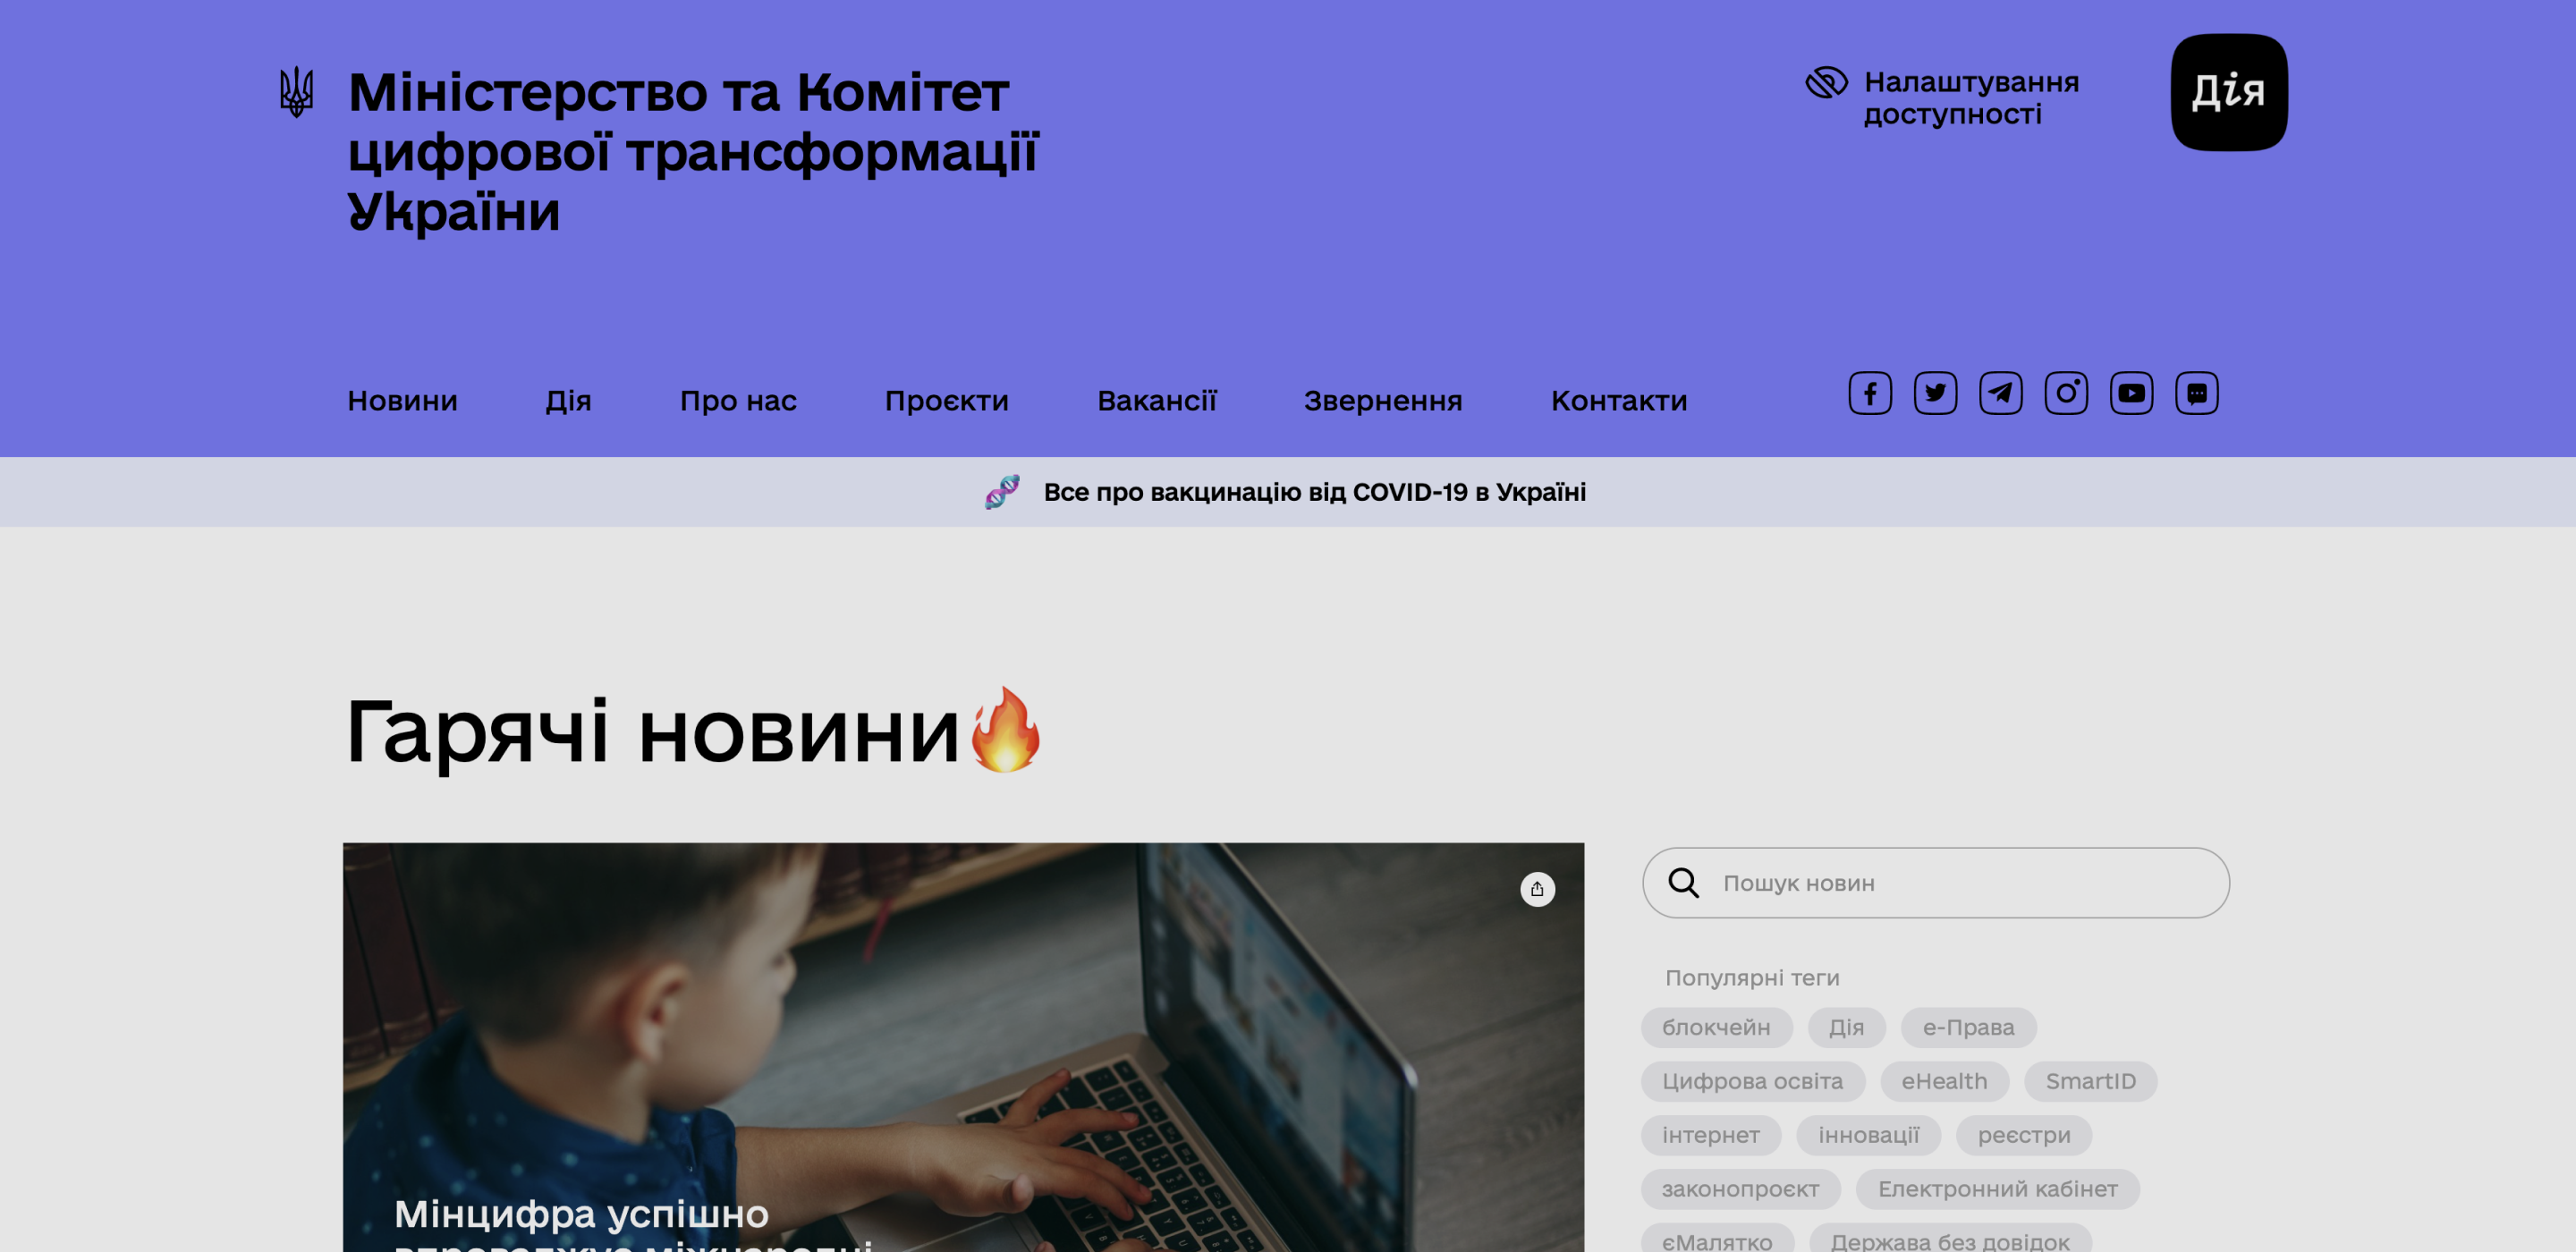 Міністерство та Комітет
цифрової трансформації
України
Налаштування
доступності
Дія
Новини Дія Про нас Проєкти Вакансії Звернення Контакти
Все про вакцинацію від COVID-19 в Україні
Гарячі новини
Пошук новин
Популярні теги
блокчейн Дія е-Права
Цифрова освіта eHealth SmartID
інтернет інновації реєстри
законопроєкт Електронний кабінет
єМалятко Держава без довідок
Мінцифра успішно
впроваджує міжнародні